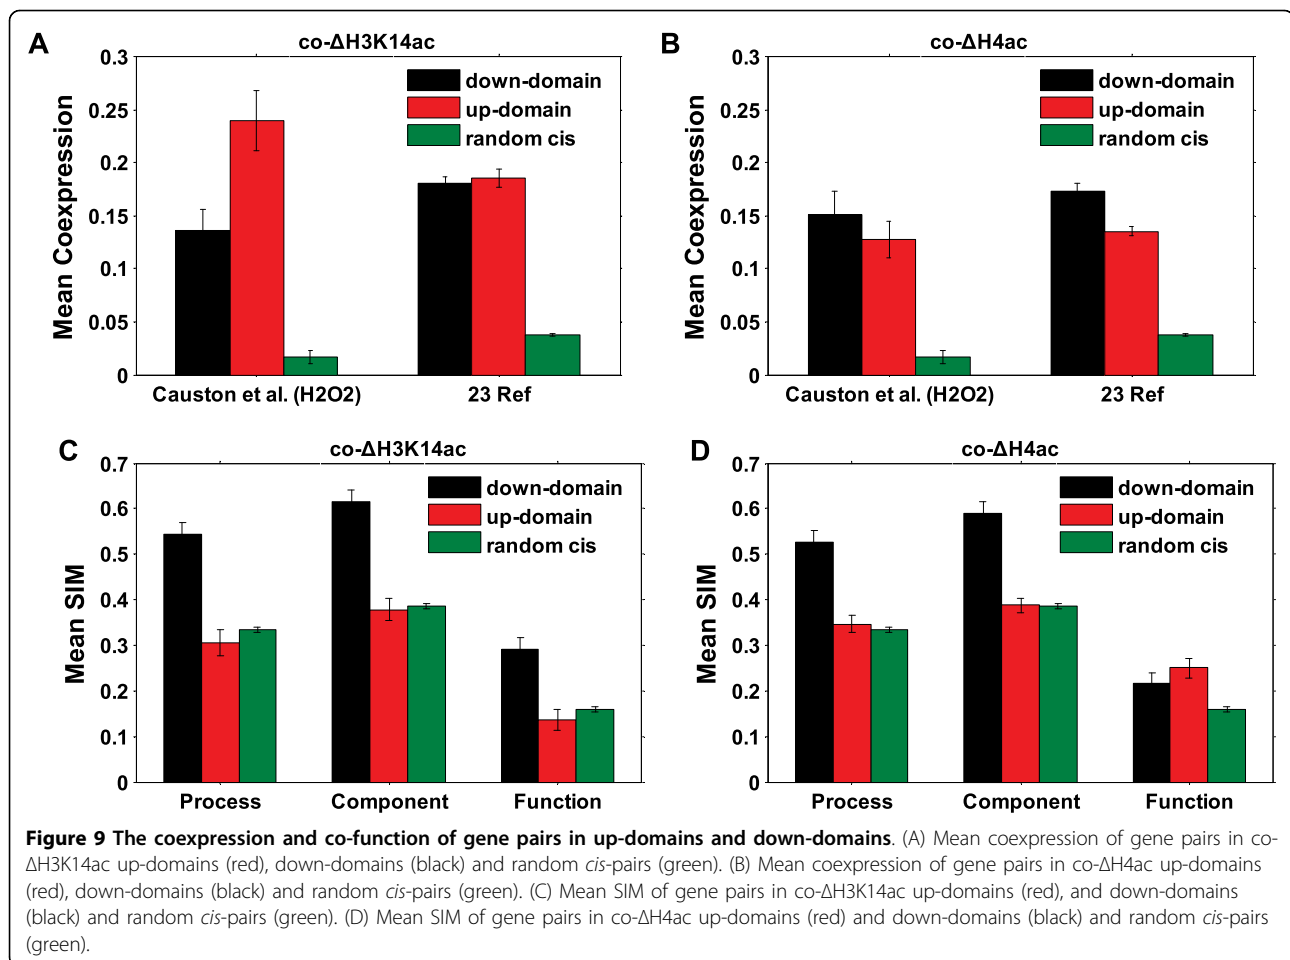 A
co-ΔH3K14ac
0.3
0.25
0.2
0.15
0.1
0.05
0
Mean Coexpression
down-domain
up-domain
random cis
Causton et al. (H2O2)
23 Ref
B
co-ΔH4ac
0.3
0.25
0.2
0.15
0.1
0.05
0
Mean Coexpression
down-domain
up-domain
random cis
Causton et al. (H2O2)
23 Ref
C
co-ΔH3K14ac
0.7
0.6
0.5
0.4
0.3
0.2
0.1
0
Mean SIM
down-domain
up-domain
random cis
Process
Component
Function
D
co-ΔH4ac
0.7
0.6
0.5
0.4
0.3
0.2
0.1
0
Mean SIM
down-domain
up-domain
random cis
Process
Component
Function
Figure 9 The coexpression and co-function of gene pairs in up-domains and down-domains. (A) Mean coexpression of gene pairs in co-
ΔH3K14ac up-domains (red), down-domains (black) and random cis-pairs (green). (B) Mean coexpression of gene pairs in co-ΔH4ac up-domains
(red), down-domains (black) and random cis-pairs (green). (C) Mean SIM of gene pairs in co-ΔH3K14ac up-domains (red), and down-domains
(black) and random cis-pairs (green). (D) Mean SIM of gene pairs in co-ΔH4ac up-domains (red) and down-domains (black) and random cis-pairs
(green).